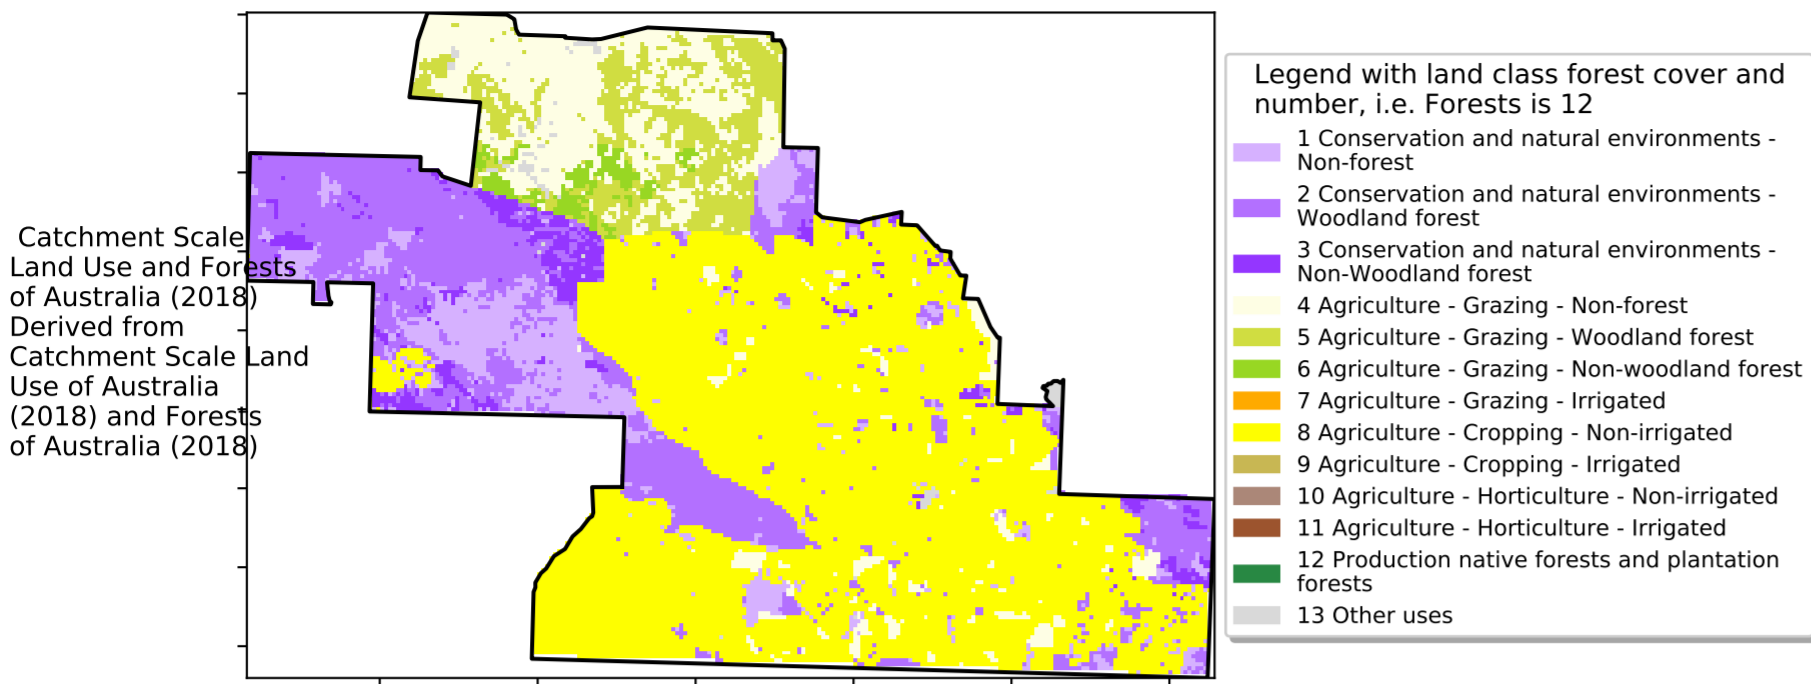 Catchment Scale
Land Use and Forests
of Australia (2018)
Derived from
Catchment Scale Land
Use of Australia
(2018) and Forests
of Australia (2018)
Legend with land class forest cover and
number, i.e. Forests is 12
1 Conservation and natural environments -
Non-forest
2 Conservation and natural environments -
Woodland forest
3 Conservation and natural environments -
Non-Woodland forest
4 Agriculture - Grazing - Non-forest
5 Agriculture - Grazing - Woodland forest
6 Agriculture - Grazing - Non-woodland forest
7 Agriculture - Grazing - Irrigated
8 Agriculture - Cropping - Non-irrigated
9 Agriculture - Cropping - Irrigated
10 Agriculture - Horticulture - Non-irrigated
11 Agriculture - Horticulture - Irrigated
12 Production native forests and plantation
forests
13 Other uses